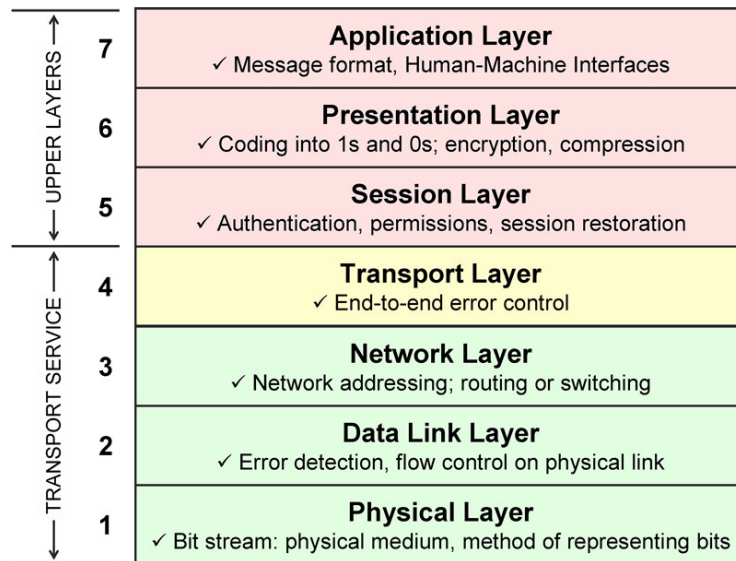 UPPER LAYERS
7
Application Layer
✓ Message format, Human-Machine Interfaces
6
Presentation Layer
✓ Coding into 1s and 0s; encryption, compression
5
Session Layer
✓ Authentication, permissions, session restoration
TRANSPORT SERVICE
4
Transport Layer
✓ End-to-end error control
3
Network Layer
✓ Network addressing; routing or switching
2
Data Link Layer
✓ Error detection, flow control on physical link
1
Physical Layer
✓ Bit stream: physical medium, method of representing bits